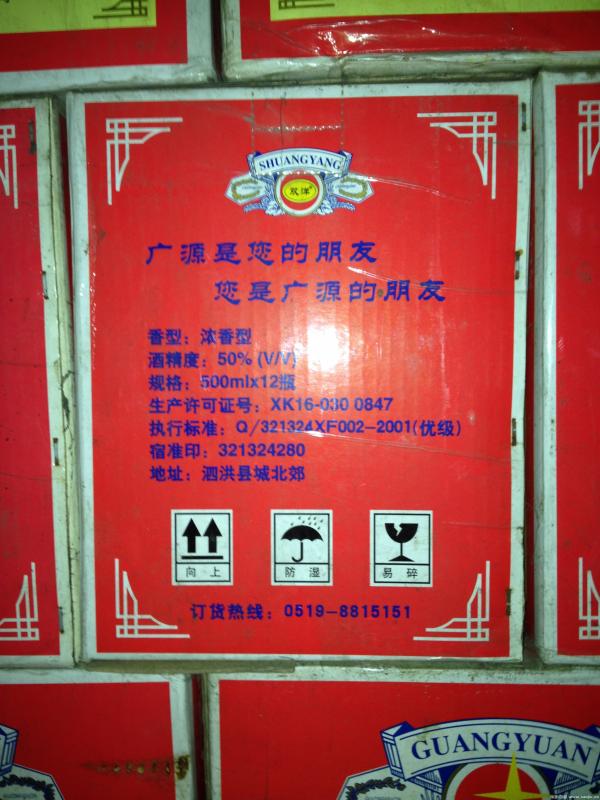 SHUANGYANG
双洋
广源是您的朋友
您是广源的朋友
香型：浓香型
酒精度：50% (V/V)
规格：500mlx12瓶
生产许可证号：XK16-030 0847
执行标准：Q/321324XF002-2001(优级)
宿准印：321324280
地址：泗洪县城北郊
向上
防湿
易碎
订货热线：0519-8815151
GUANGYUAN